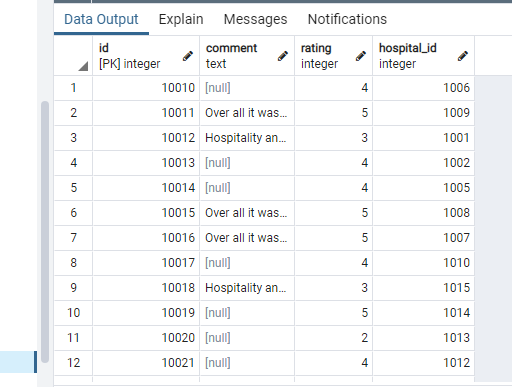 Data Output Explain Messages Notifications
id comment rating hospital_id
[PK] integer text integer integer
1 10010 [null] 4 1006
2 10011 Over all it was... 5 1009
3 10012 Hospitality an... 3 1001
4 10013 [null] 4 1002
5 10014 [null] 4 1005
6 10015 Over all it was... 5 1008
7 10016 Over all it was... 5 1007
8 10017 [null] 4 1010
9 10018 Hospitality an... 3 1015
10 10019 [null] 5 1014
11 10020 [null] 2 1013
12 10021 [null] 4 1012